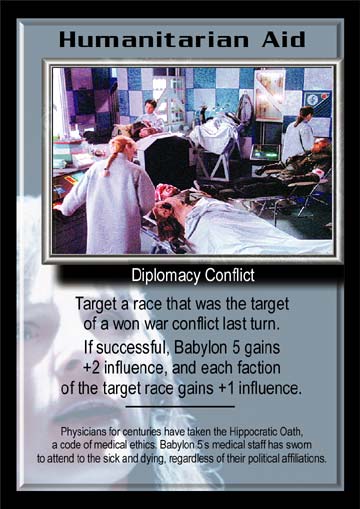 Humanitarian Aid
Diplomacy Conflict
Target a race that was the target
of a won war conflict last turn.
If successful, Babylon 5 gains
+2 influence, and each faction
of the target race gains +1 influence.
Physicians for centuries have taken the Hippocratic Oath,
a code of medical ethics. Babylon 5's medical staff has sworn
to attend to the sick and dying, regardless of their political affiliations.